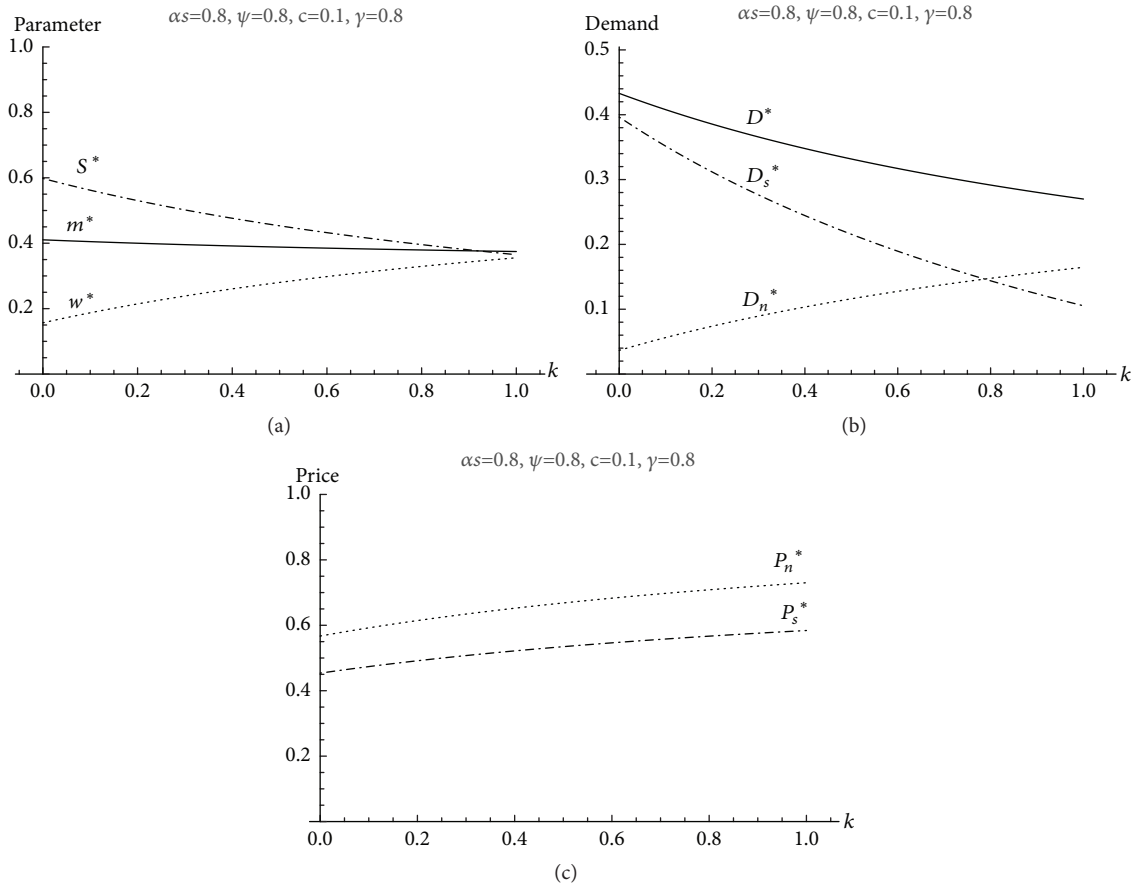 Parameter
αs=0.8, ψ=0.8, c=0.1, γ=0.8
1.0
0.8
S*
0.6
m*
0.4
w*
0.2
k
0.0 0.2 0.4 0.6 0.8 1.0
(a)
Demand
αs=0.8, ψ=0.8, c=0.1, γ=0.8
0.5
D*
0.4
Ds*
0.3
0.2
Dn*
0.1
k
0.0 0.2 0.4 0.6 0.8 1.0
(b)
αs=0.8, ψ=0.8, c=0.1, γ=0.8
Price
1.0
0.8
Pn*
Ps*
0.6
0.4
0.2
k
0.0 0.2 0.4 0.6 0.8 1.0
(c)